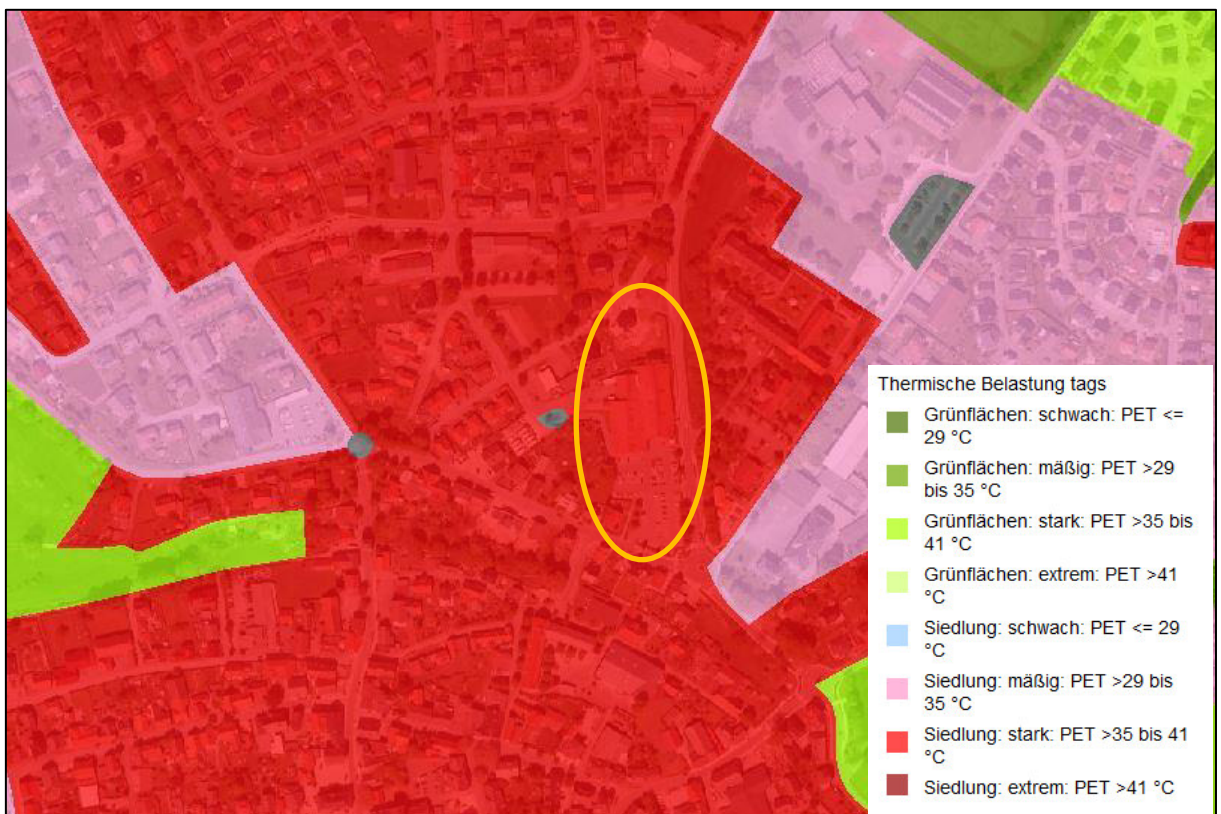 Thermische Belastung tags
Grünflächen: schwach: PET <=
29 °C
Grünflächen: mäßig: PET >29
bis 35 °C
Grünflächen: stark: PET >35 bis
41 °C
Grünflächen: extrem: PET >41
°C
Siedlung: schwach: PET <= 29
°C
Siedlung: mäßig: PET >29 bis
35 °C
Siedlung: stark: PET >35 bis 41
°C
Siedlung: extrem: PET >41 °C